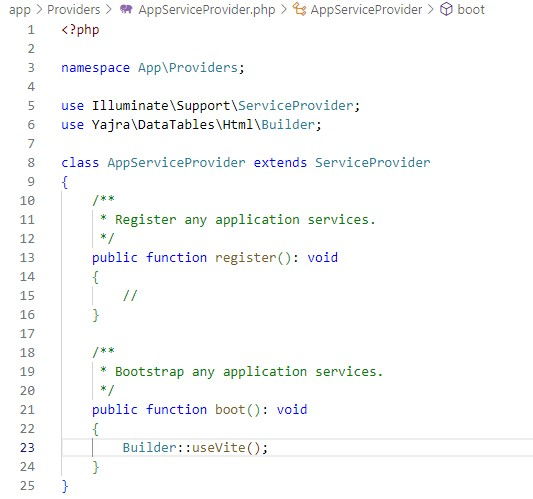 app > Providers > AppServiceProvider.php > AppServiceProvider > boot
1 <?php
2
3 namespace App\Providers;
4
5 use Illuminate\Support\ServiceProvider;
6 use Yajra\DataTables\Html\Builder;
7
8 class AppServiceProvider extends ServiceProvider
9 {
10     /**
11      * Register any application services.
12      */
13     public function register(): void
14     {
15         //
16     }
17
18     /**
19      * Bootstrap any application services.
20      */
21     public function boot(): void
22     {
23         Builder::useVite();
24     }
25 }